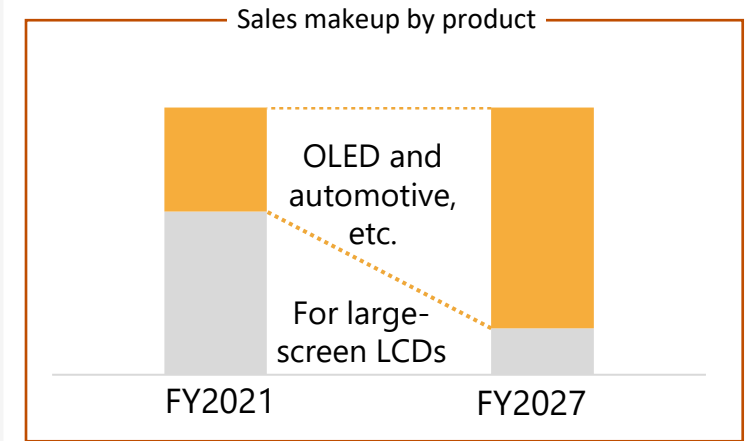 Sales makeup by product
OLED and
automotive,
etc.
For large-
screen LCDs
FY2021
FY2027